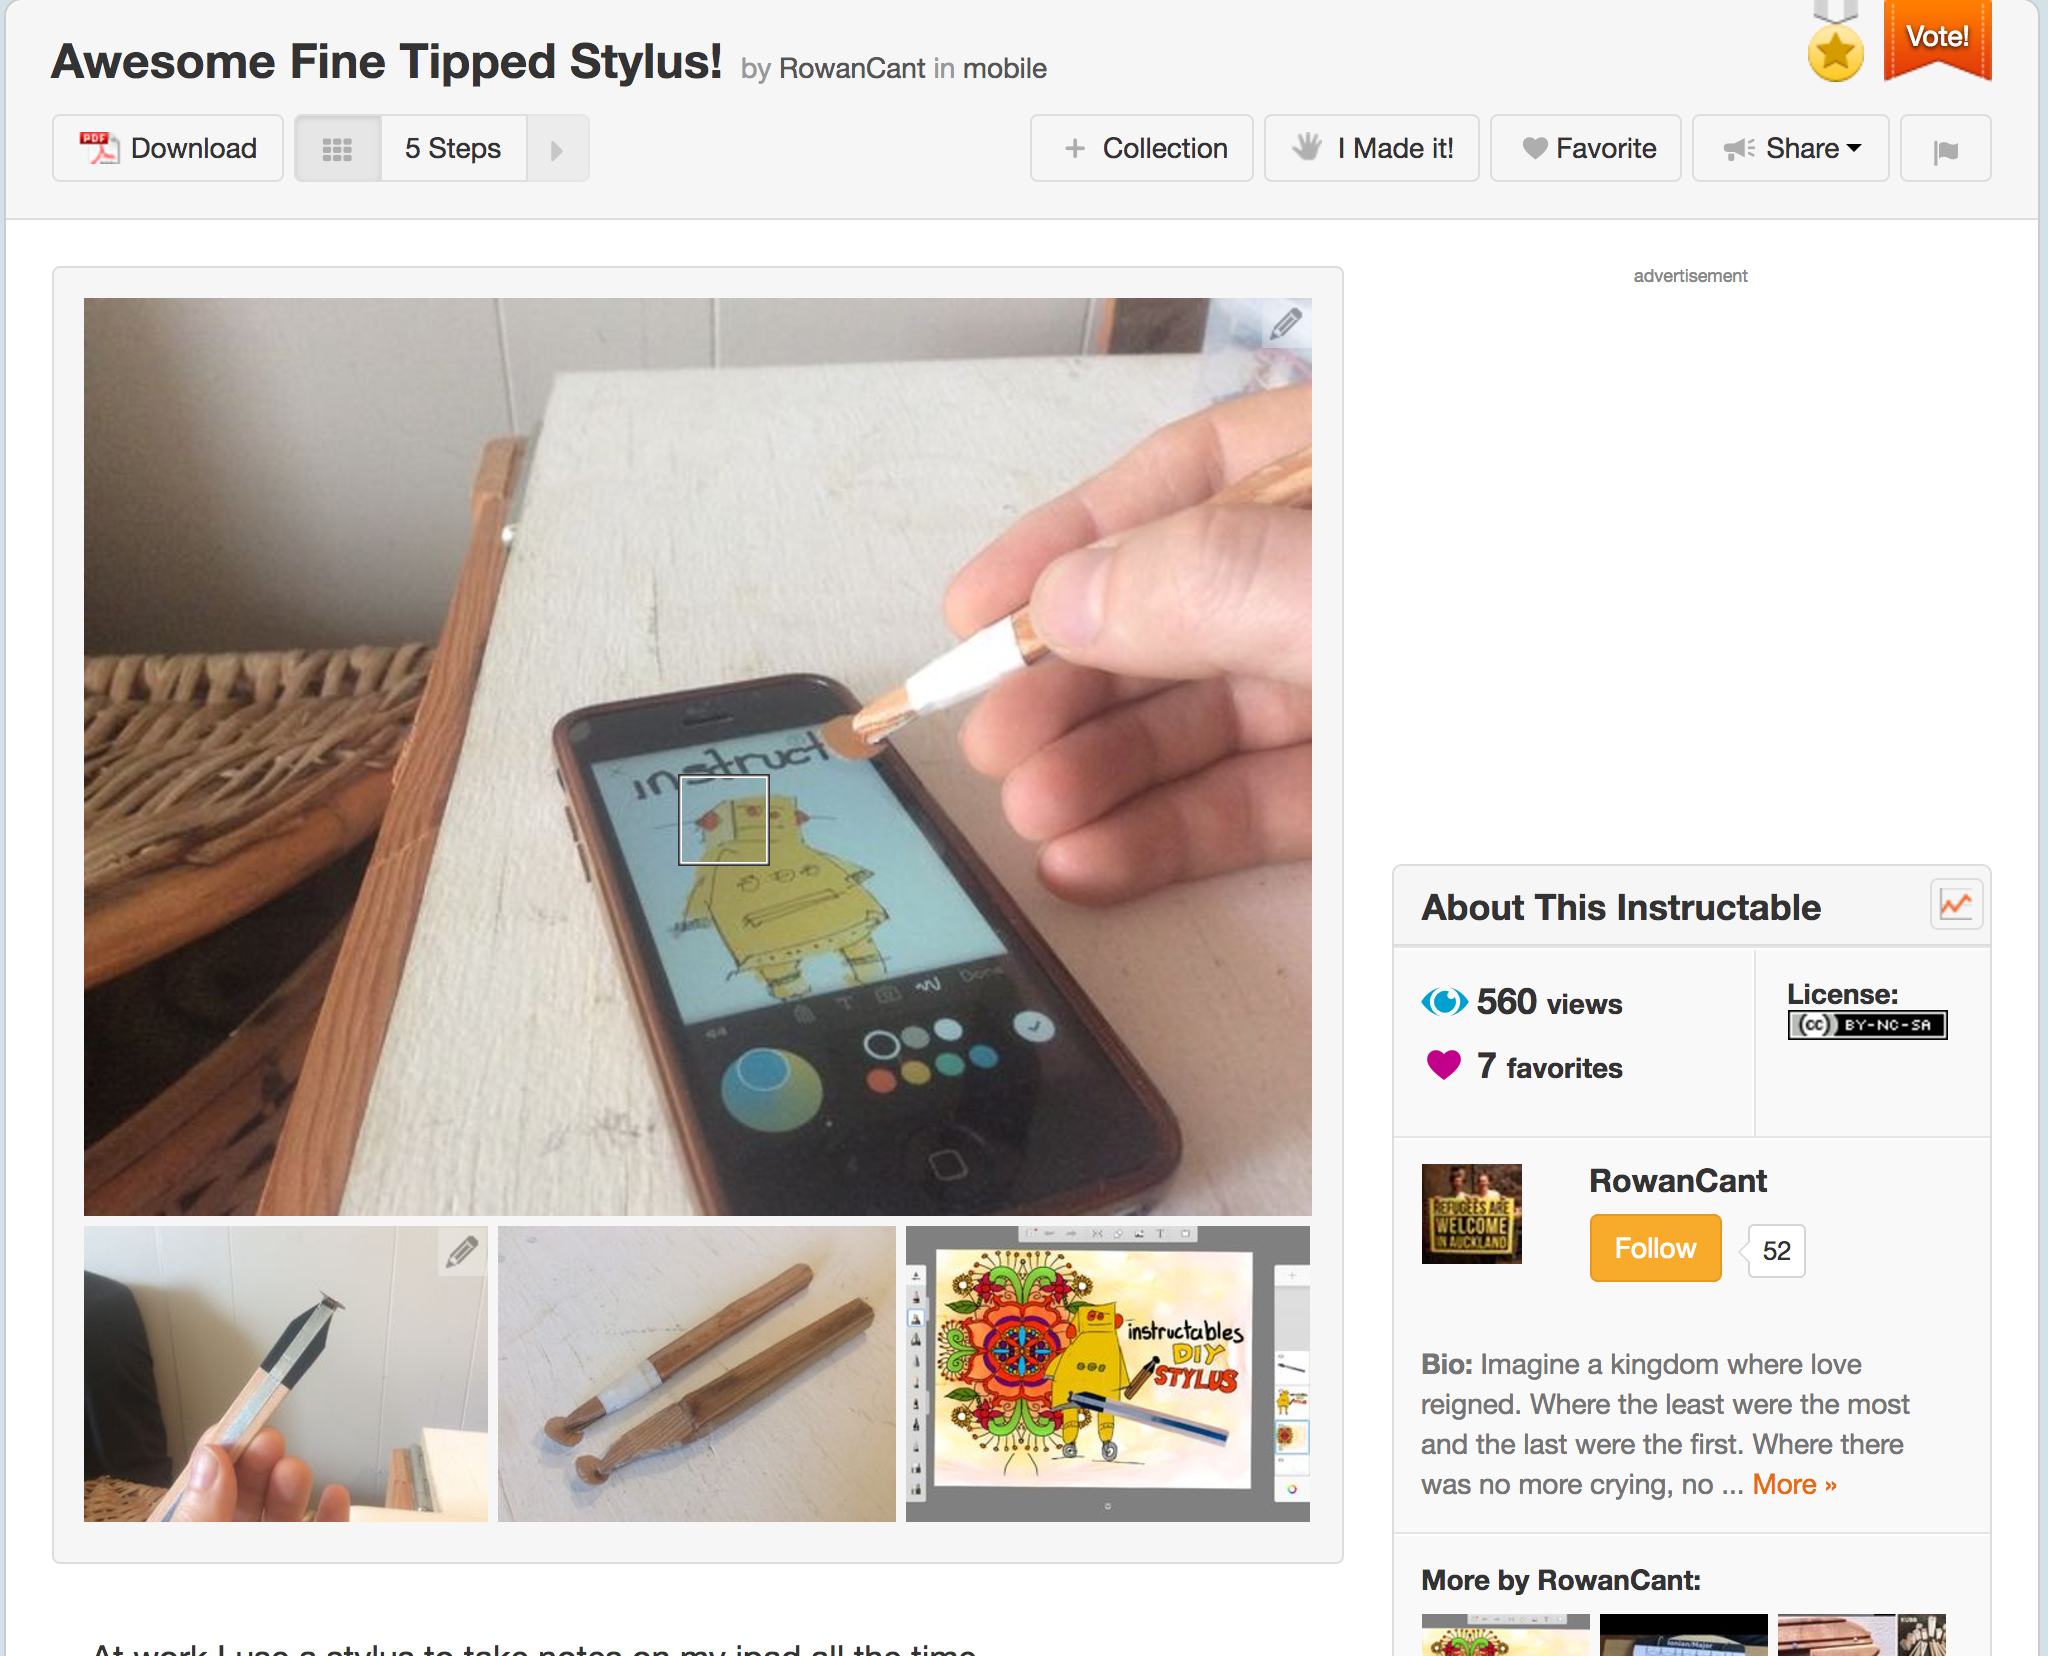 Awesome Fine Tipped Stylus! by RowanCant in mobile
Vote!
PDF Download
5 Steps
+ Collection
I Made it!
Favorite
Share
advertisement
instruct
Done
About This Instructable
560 views
7 favorites
License:
(cc) BY-NC-SA
RowanCant
REFUGEES ARE
WELCOME
IN AUCKLAND
Follow
52
instructables
DIY
STYLUS
Bio: Imagine a kingdom where love
reigned. Where the least were the most
and the last were the first. Where there
was no more crying, no ... More »
More by RowanCant:
Ionian/Major
KUBB
At work I use a stylus to take notes on my ipad all the time